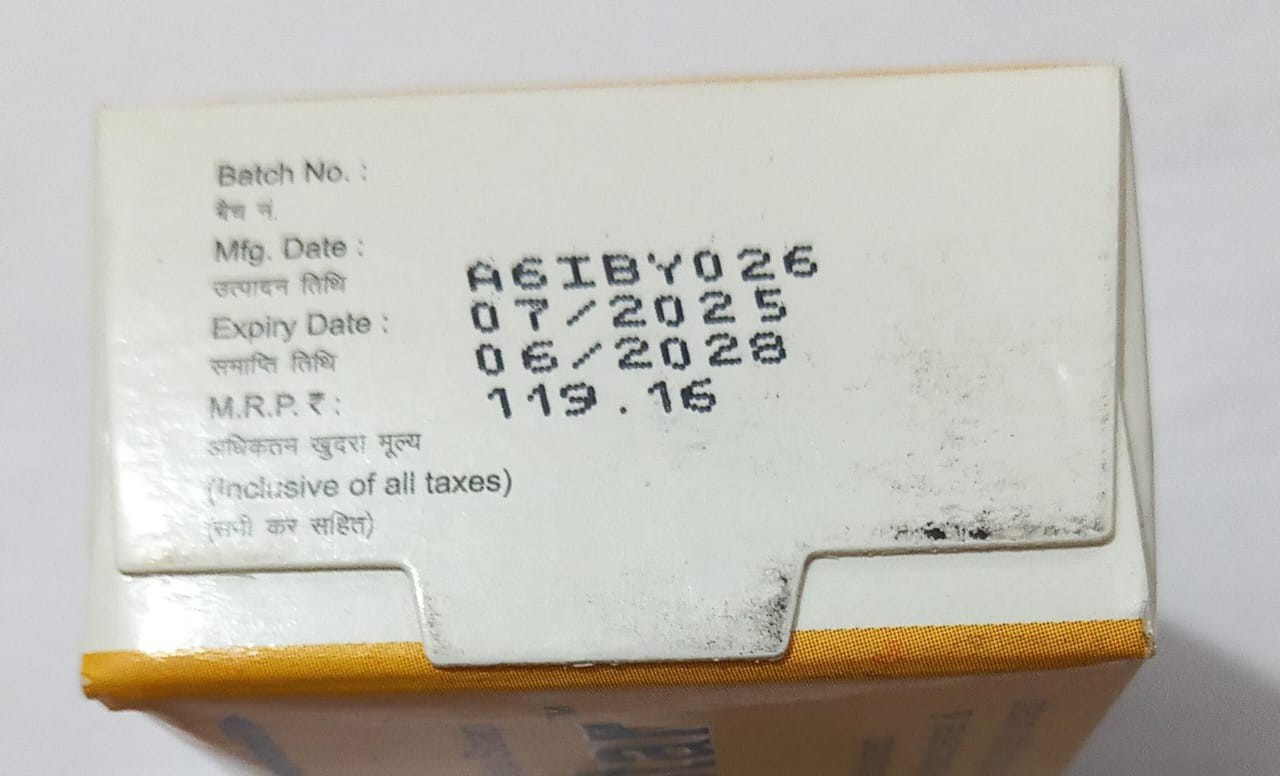 Batch No. :
बैच नं.
Mfg. Date :
उत्पादन तिथि
A6IBY026
Expiry Date :
07/2025
समाप्ति तिथि
06/2028
M.R.P. ₹ :
119.16
अधिकतम खुदरा मूल्य
(Inclusive of all taxes)
(सभी कर सहित)